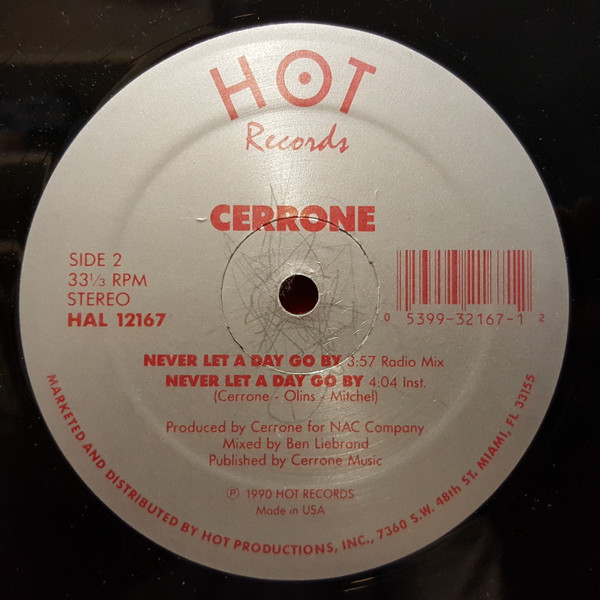 HOT
Records
CERRONE
SIDE 2
33⅓ RPM
STEREO
HAL 12167
0 5399-32167-1 2
NEVER LET A DAY GO BY 3:57 Radio Mix
NEVER LET A DAY GO BY 4:04 Inst.
(Cerrone - Olins - Mitchel)
Produced by Cerrone for NAC Company
Mixed by Ben Liebrand
Published by Cerrone Music
℗ 1990 HOT RECORDS
Made in USA
MARKETED AND DISTRIBUTED BY HOT PRODUCTIONS, INC., 7360 S.W. 48th ST. MIAMI, FL 33155